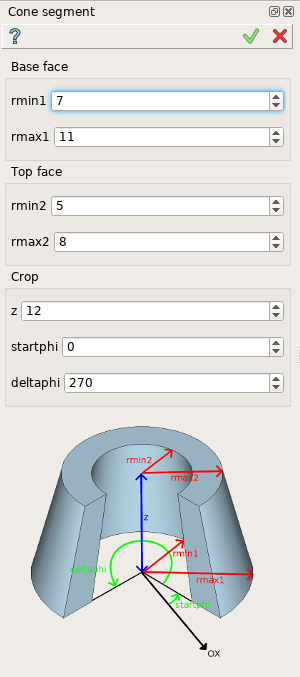 Cone segment
?
Base face
rmin1 7
rmax1 11
Top face
rmin2 5
rmax2 8
Crop
z 12
startphi 0
deltaphi 270
rmin2
rmax2
z
rmin1
deltaphi
rmax1
startphi
OX